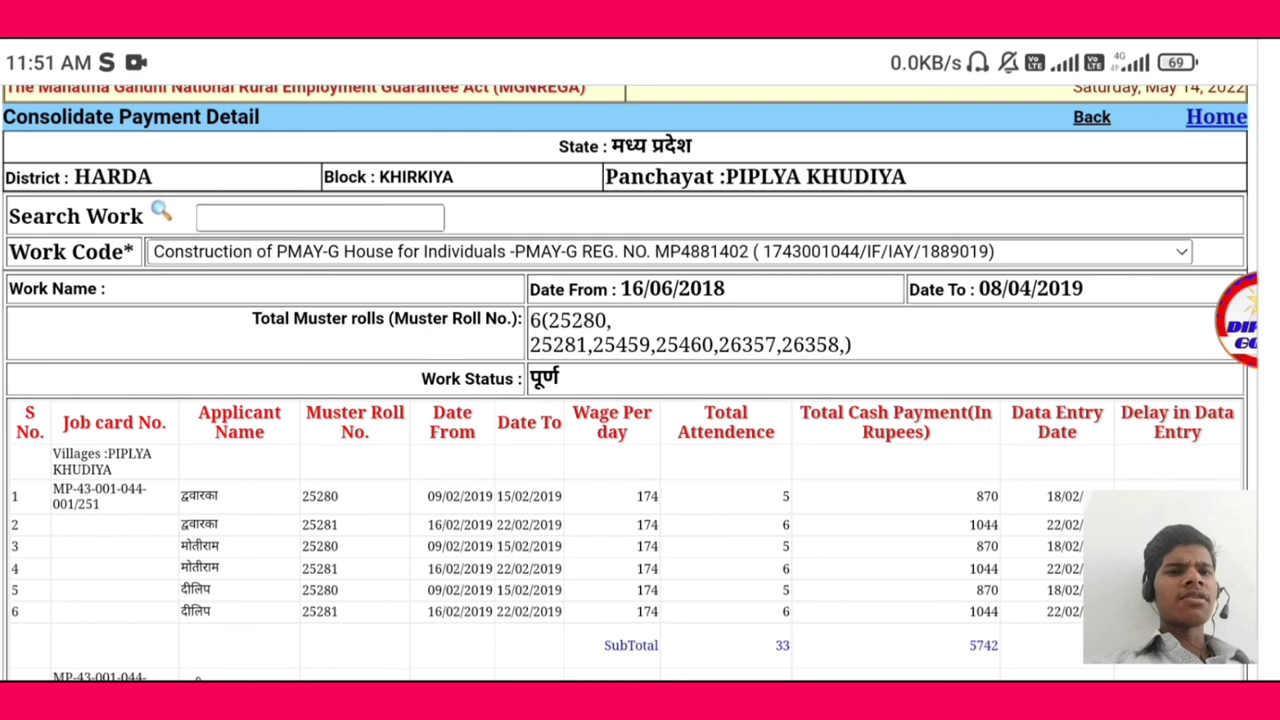 11:51 AM S 0.0KB/s Vo LTE Vo LTE 4G 69
The Mahatma Gandhi National Rural Employment Guarantee Act (MGNREGA) Saturday, May 14, 2022
Consolidate Payment Detail Back Home
State : मध्य प्रदेश
District : HARDA Block : KHIRKIYA Panchayat :PIPLYA KHUDIYA
Search Work
Work Code* Construction of PMAY-G House for Individuals -PMAY-G REG. NO. MP4881402 ( 1743001044/IF/IAY/1889019)
Work Name : Date From : 16/06/2018 Date To : 08/04/2019
Total Muster rolls (Muster Roll No.): 6(25280,
25281,25459,25460,26357,26358,)
Work Status : पूर्ण
S No. Job card No. Applicant Name Muster Roll No. Date From Date To Wage Per day Total Attendence Total Cash Payment(In Rupees) Data Entry Date Delay in Data Entry
Villages :PIPLYA
KHUDIYA
1 MP-43-001-044-001/251 द्वारका 25280 09/02/2019 15/02/2019 174 5 870 18/02/
2 द्वारका 25281 16/02/2019 22/02/2019 174 6 1044 22/02/
3 मोतीराम 25280 09/02/2019 15/02/2019 174 5 870 18/02/
4 मोतीराम 25281 16/02/2019 22/02/2019 174 6 1044 22/02/
5 दीलिप 25280 09/02/2019 15/02/2019 174 5 870 18/02/
6 दीलिप 25281 16/02/2019 22/02/2019 174 6 1044 22/02/
SubTotal 33 5742
MP-43-001-044-